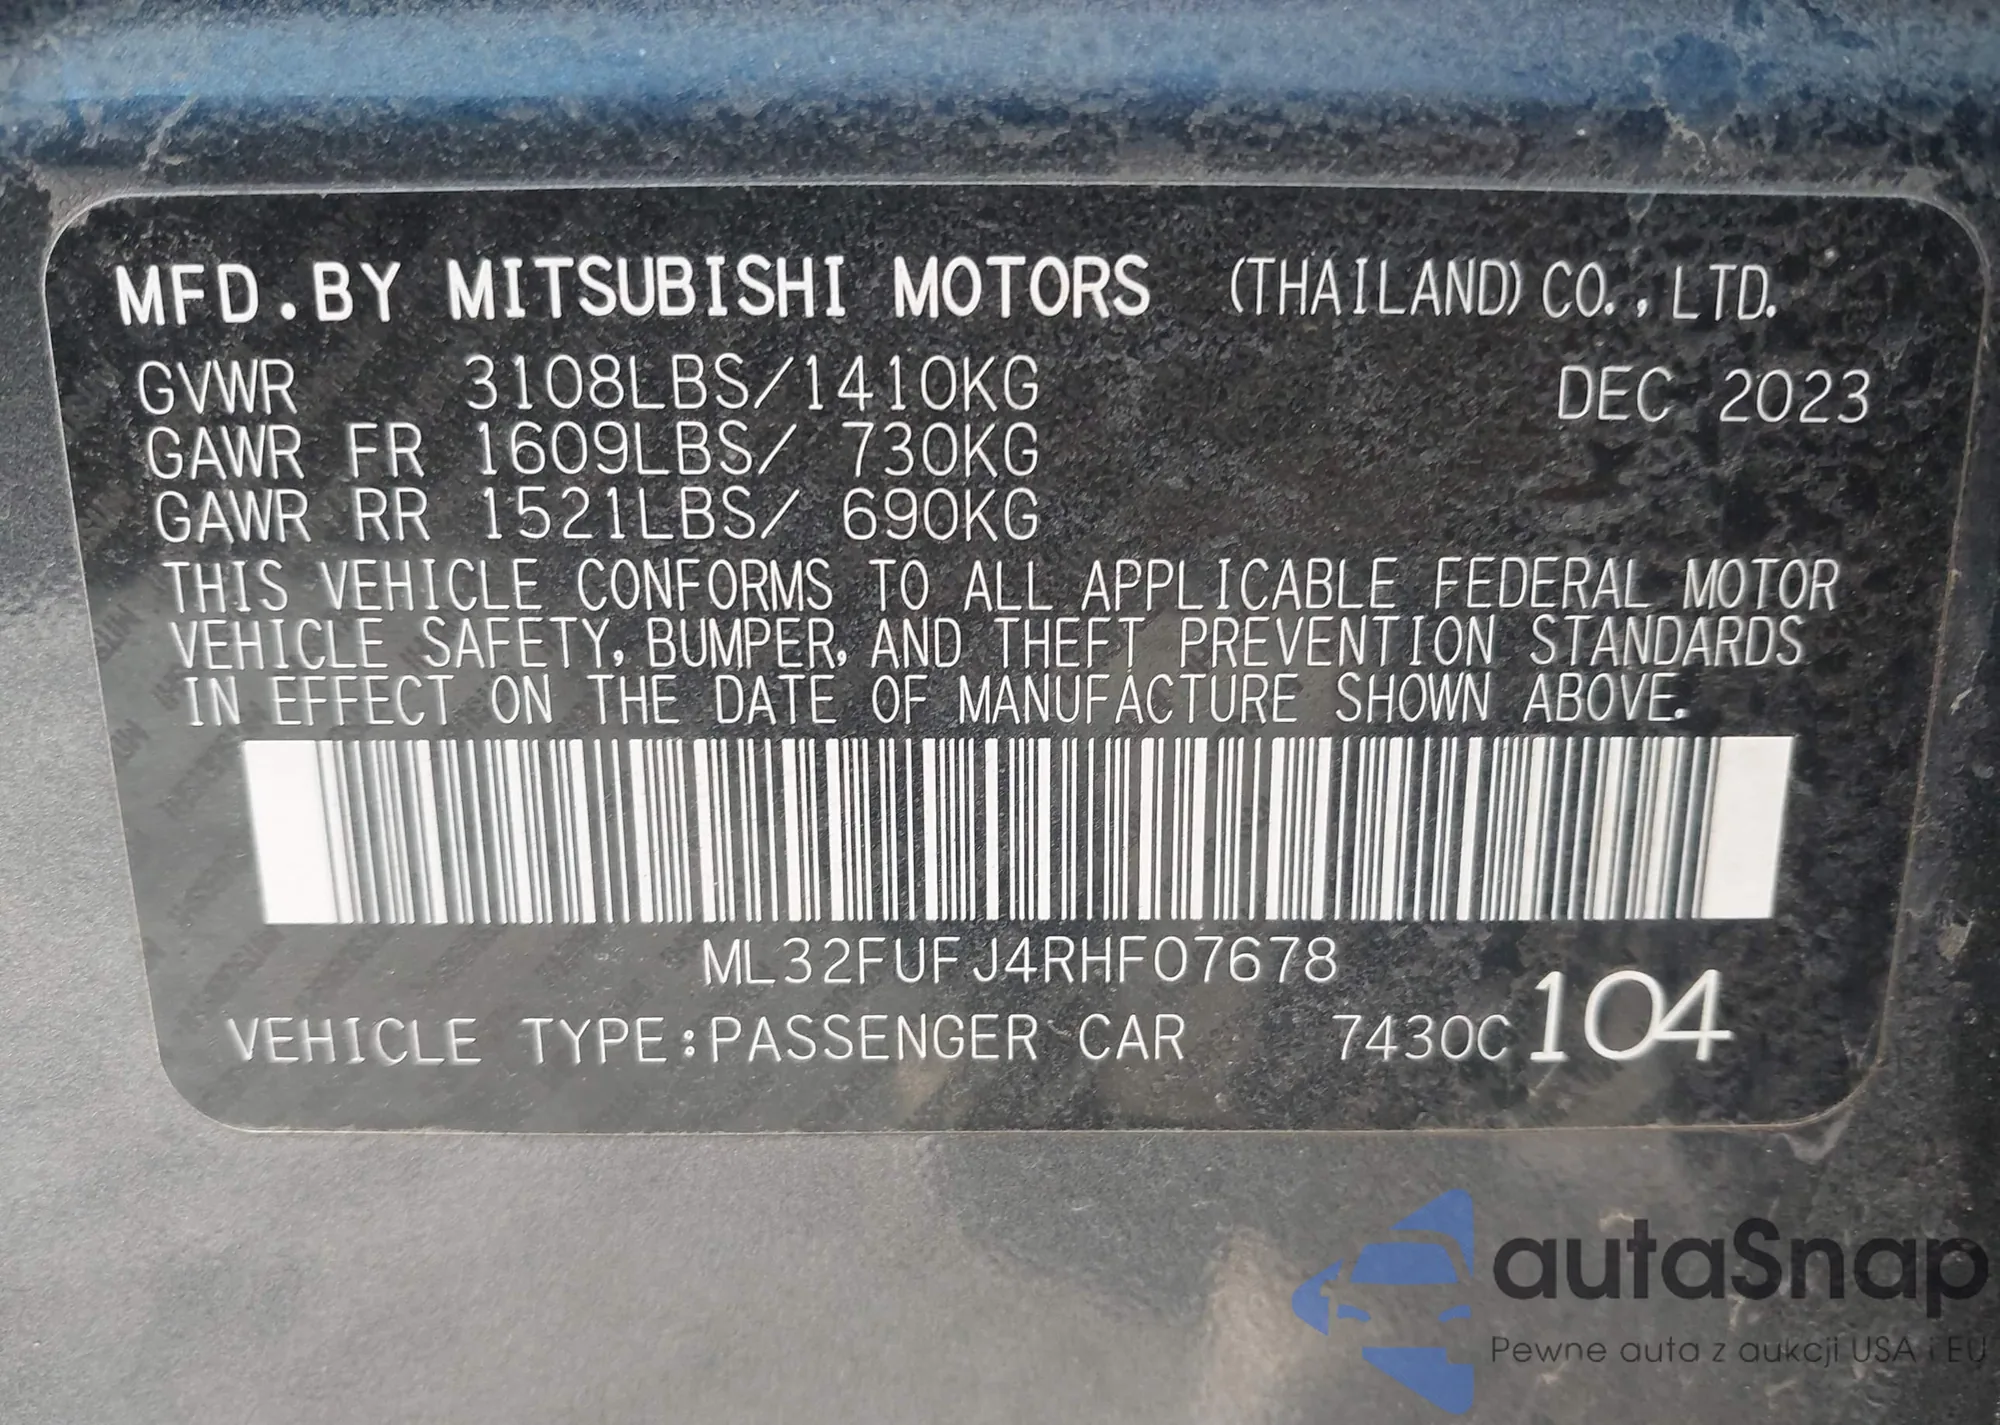 MFD.BY MITSUBISHI MOTORS (THAILAND) CO.,LTD.
GVWR 3108LBS/1410KG DEC 2023
GAWR FR 1609LBS/ 730KG
GAWR RR 1521LBS/ 690KG
THIS VEHICLE CONFORMS TO ALL APPLICABLE FEDERAL MOTOR
VEHICLE SAFETY, BUMPER, AND THEFT PREVENTION STANDARDS
IN EFFECT ON THE DATE OF MANUFACTURE SHOWN ABOVE.
ML32FUFJ4RHF07678
VEHICLE TYPE:PASSENGER CAR 7430C104
autaSnap
Pewne auta z aukcji USA i EU